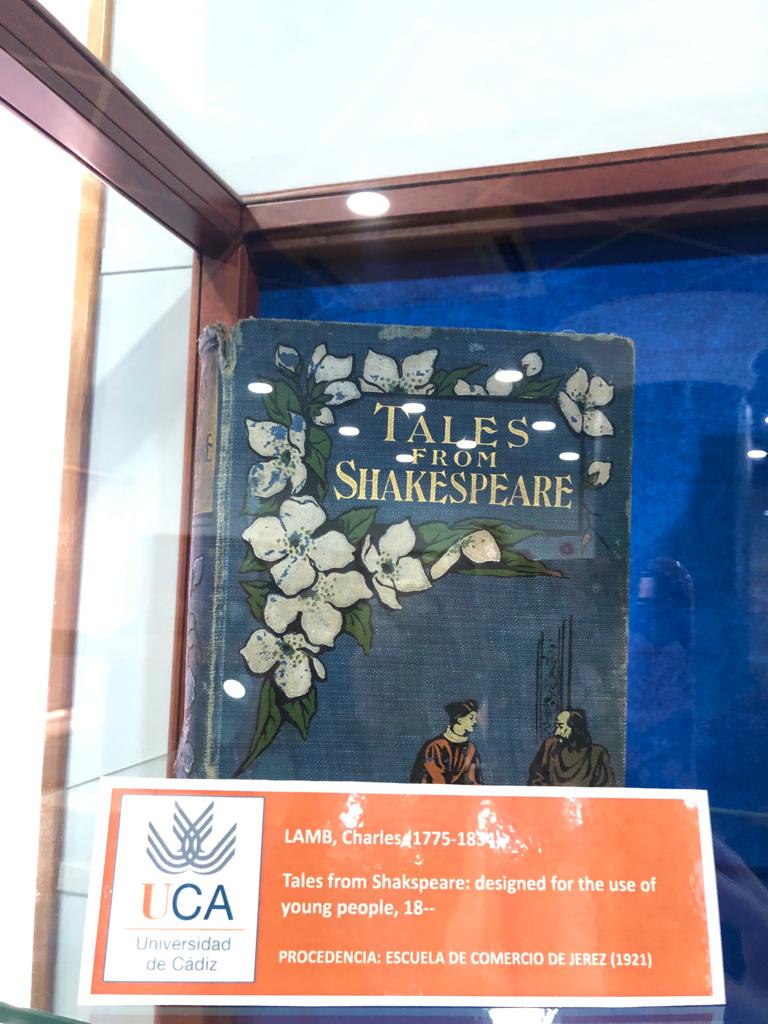 TALES
FROM
SHAKESPEARE
LAMB, Charles (1775-1834)
Tales from Shakspeare: designed for the use of
young people, 18--
PROCEDENCIA: ESCUELA DE COMERCIO DE JEREZ (1921)
UCA
Universidad
de Cádiz